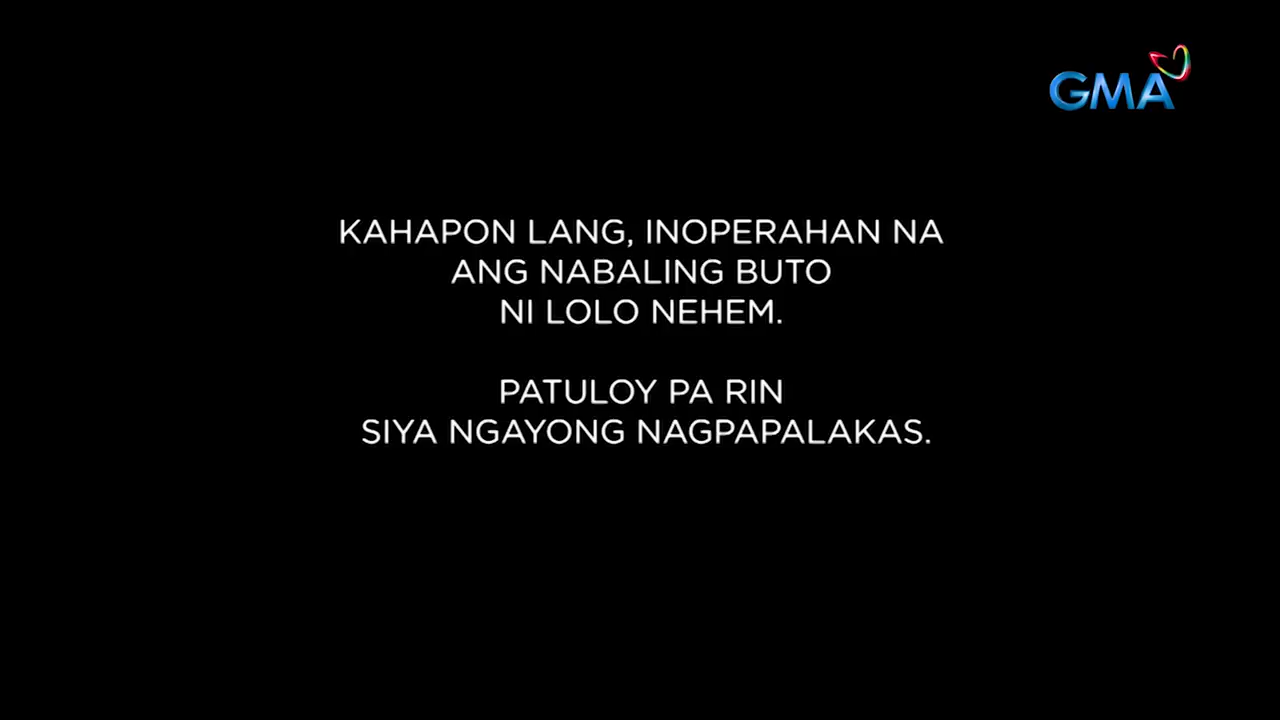 GMA
KAHAPON LANG, INOPERAHAN NA
ANG NABALING BUTO
NI LOLO NEHEM.
PATULOY PA RIN
SIYA NGAYONG NAGPAPALAKAS.